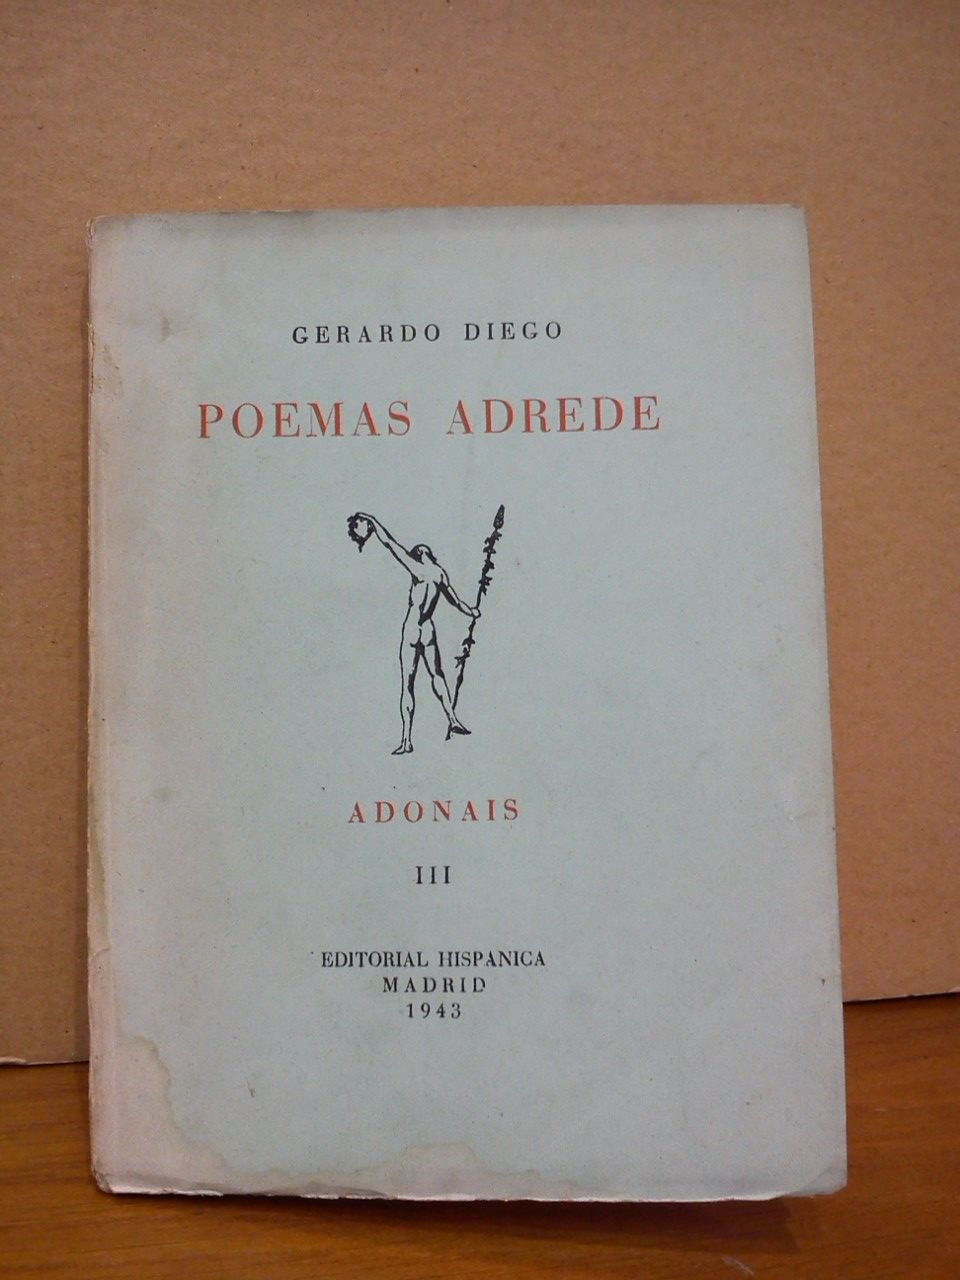 GERARDO DIEGO
POEMAS ADREDE
ADONAIS
III
EDITORIAL HISPANICA
MADRID
1943